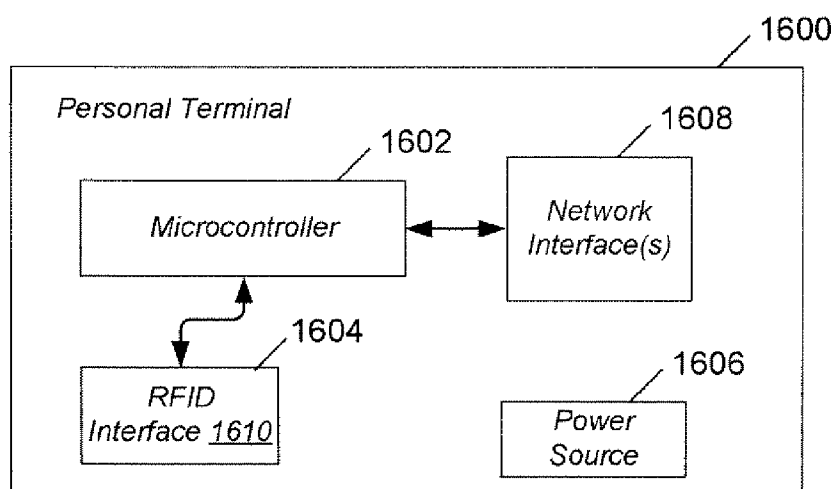 1600
Personal Terminal
1602
1608
Microcontroller
Network
Interface(s)
1604
RFID
Interface 1610
1606
Power
Source